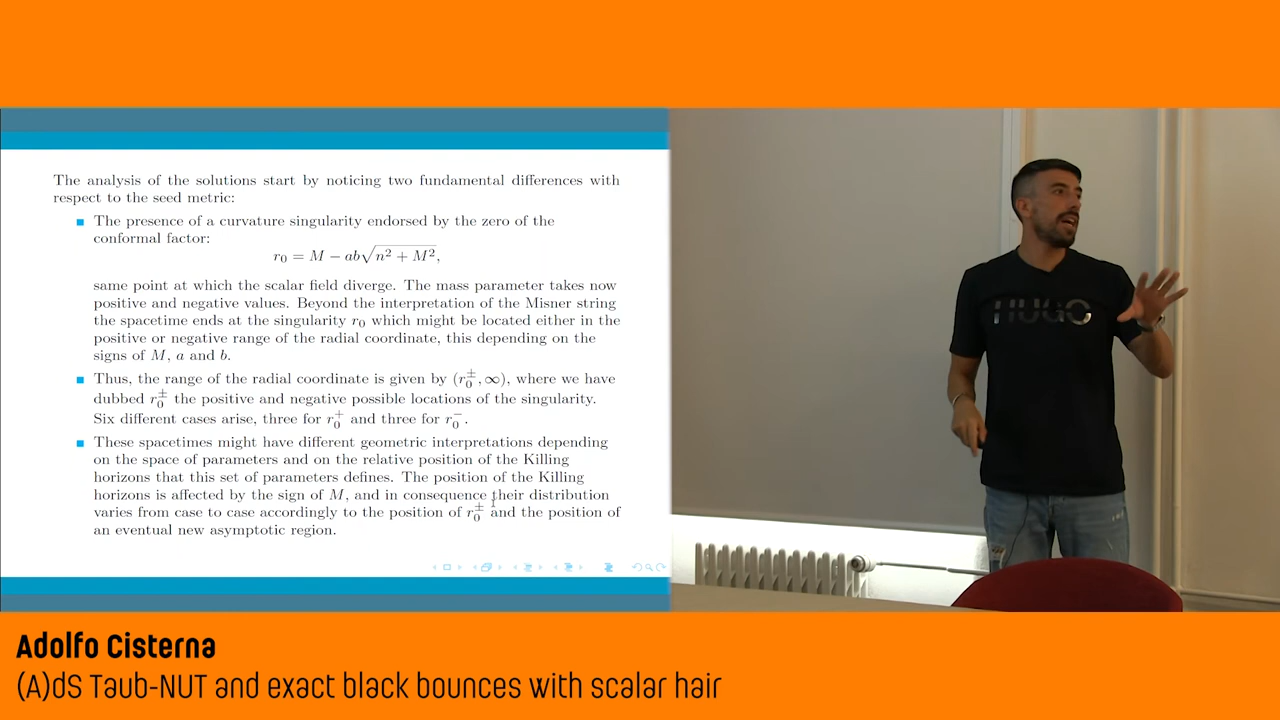 The analysis of the solutions start by noticing two fundamental differences with
respect to the seed metric:
The presence of a curvature singularity endorsed by the zero of the
conformal factor:
r₀ = M − ab√(n² + M²),
same point at which the scalar field diverge. The mass parameter takes now
positive and negative values. Beyond the interpretation of the Misner string
the spacetime ends at the singularity r₀ which might be located either in the
positive or negative range of the radial coordinate, this depending on the
signs of M, a and b.
Thus, the range of the radial coordinate is given by (r₀^±, ∞), where we have
dubbed r₀^± the positive and negative possible locations of the singularity.
Six different cases arise, three for r₀^+ and three for r₀^−.
These spacetimes might have different geometric interpretations depending
on the space of parameters and on the relative position of the Killing
horizons that this set of parameters defines. The position of the Killing
horizons is affected by the sign of M, and in consequence their distribution
varies from case to case accordingly to the position of r₀^± and the position of
an eventual new asymptotic region.
HUGO
Adolfo Cisterna
(A)dS Taub-NUT and exact black bounces with scalar hair